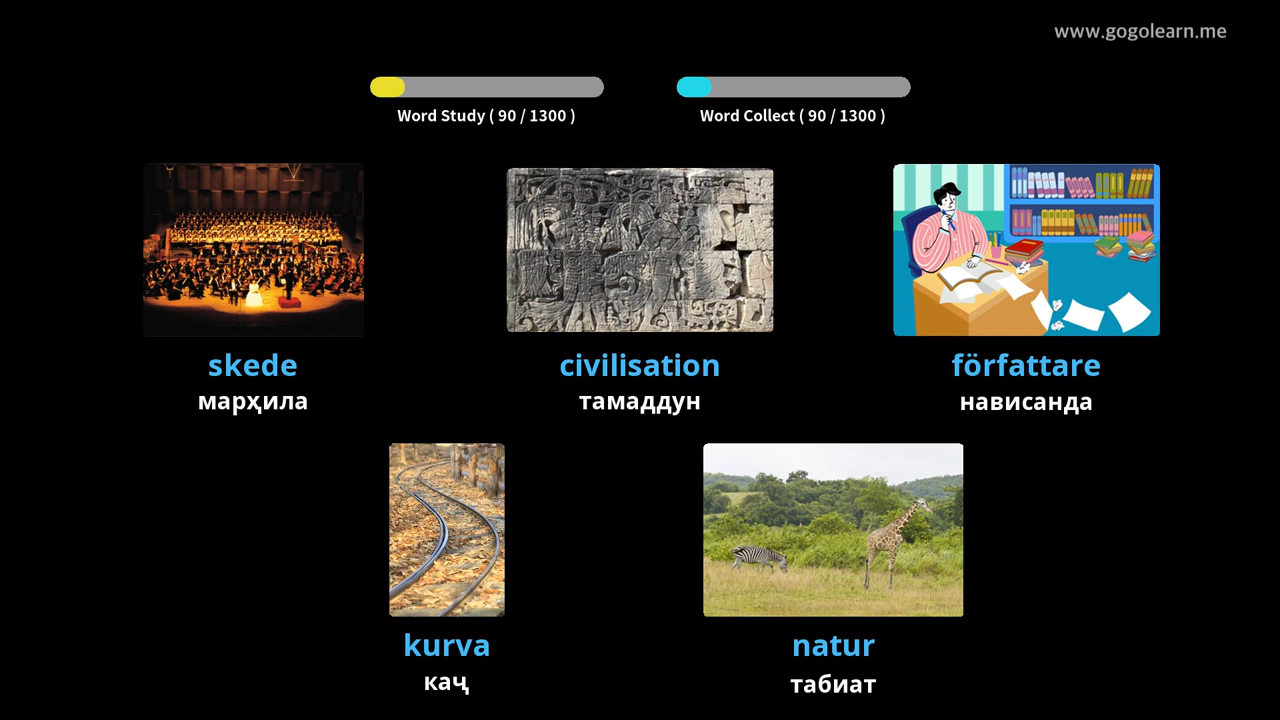 www.gogolearn.me
Word Study ( 90 / 1300 )
Word Collect ( 90 / 1300 )
skede
марҳила
civilisation
тамаддун
författare
нависанда
kurva
каҷ
natur
табиат